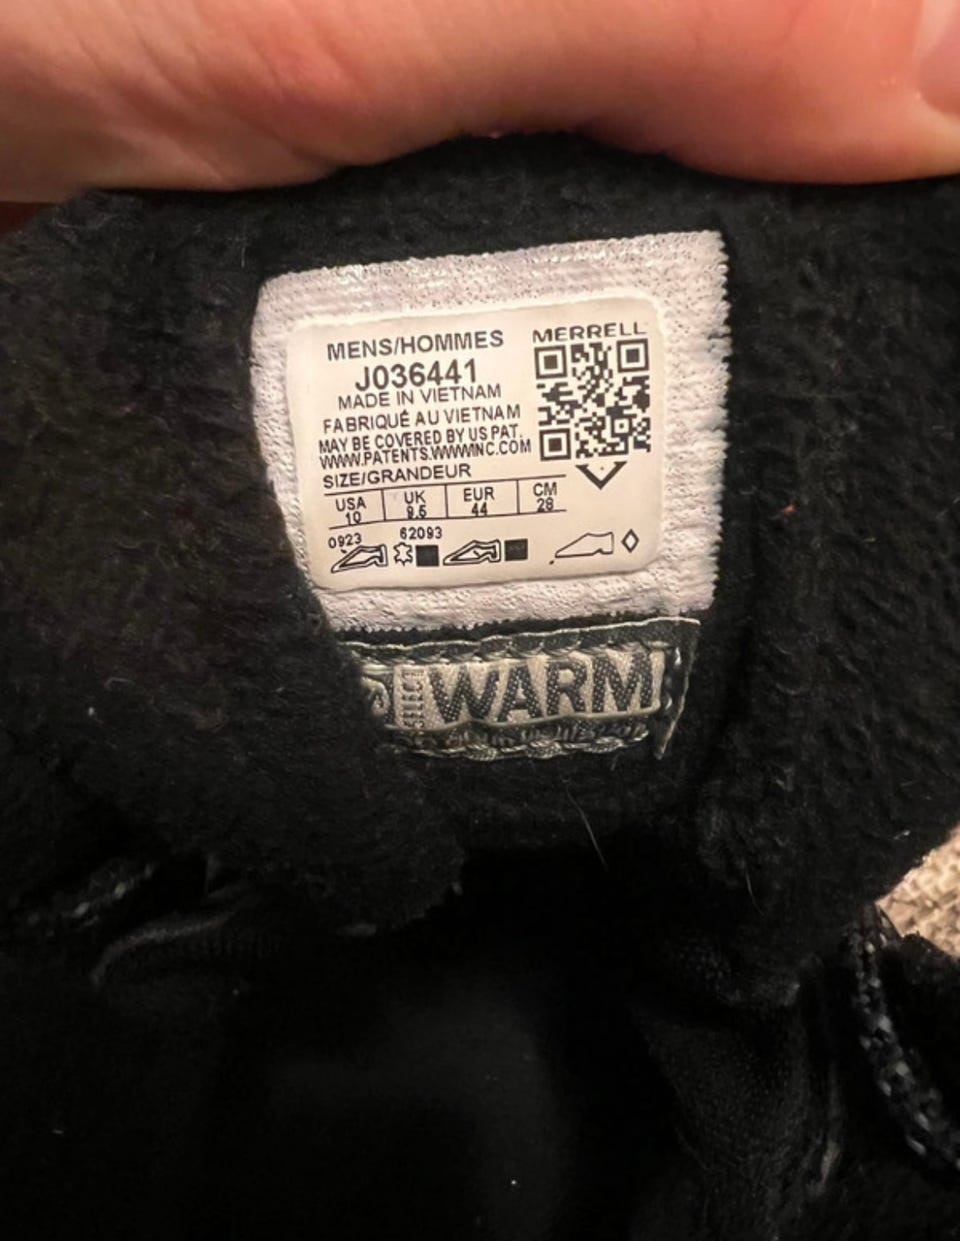 MENS/HOMMES
MERRELL
J036441
MADE IN VIETNAM
FABRIQUÉ AU VIETNAM
MAY BE COVERED BY US PAT.
WWW.PATENTS.WWWINC.COM
SIZE/GRANDEUR
USA UK EUR CM
10 9.5 44 28
0923 62093
SELECT WARM